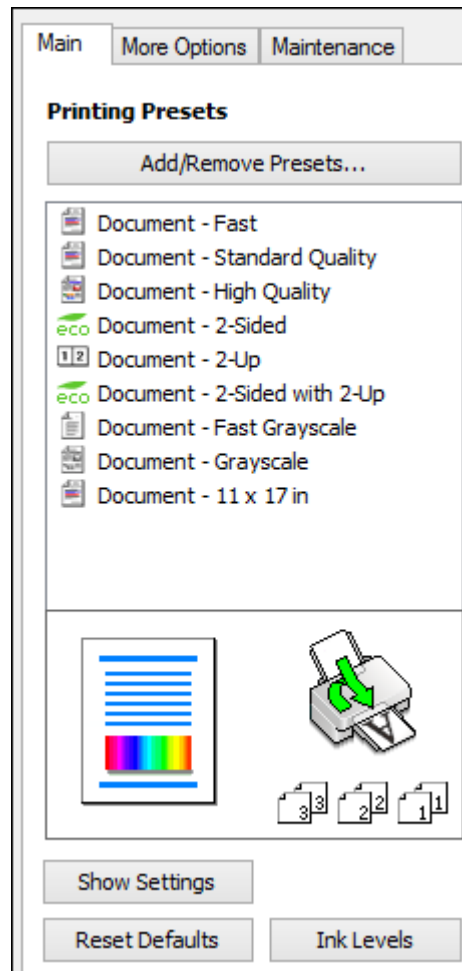 Main More Options Maintenance
Printing Presets
Add/Remove Presets...
Document - Fast
Document - Standard Quality
Document - High Quality
eco Document - 2-Sided
1 2 Document - 2-Up
eco Document - 2-Sided with 2-Up
Document - Fast Grayscale
Document - Grayscale
Document - 11 x 17 in
A
3 3 2 2 1 1
Show Settings
Reset Defaults Ink Levels